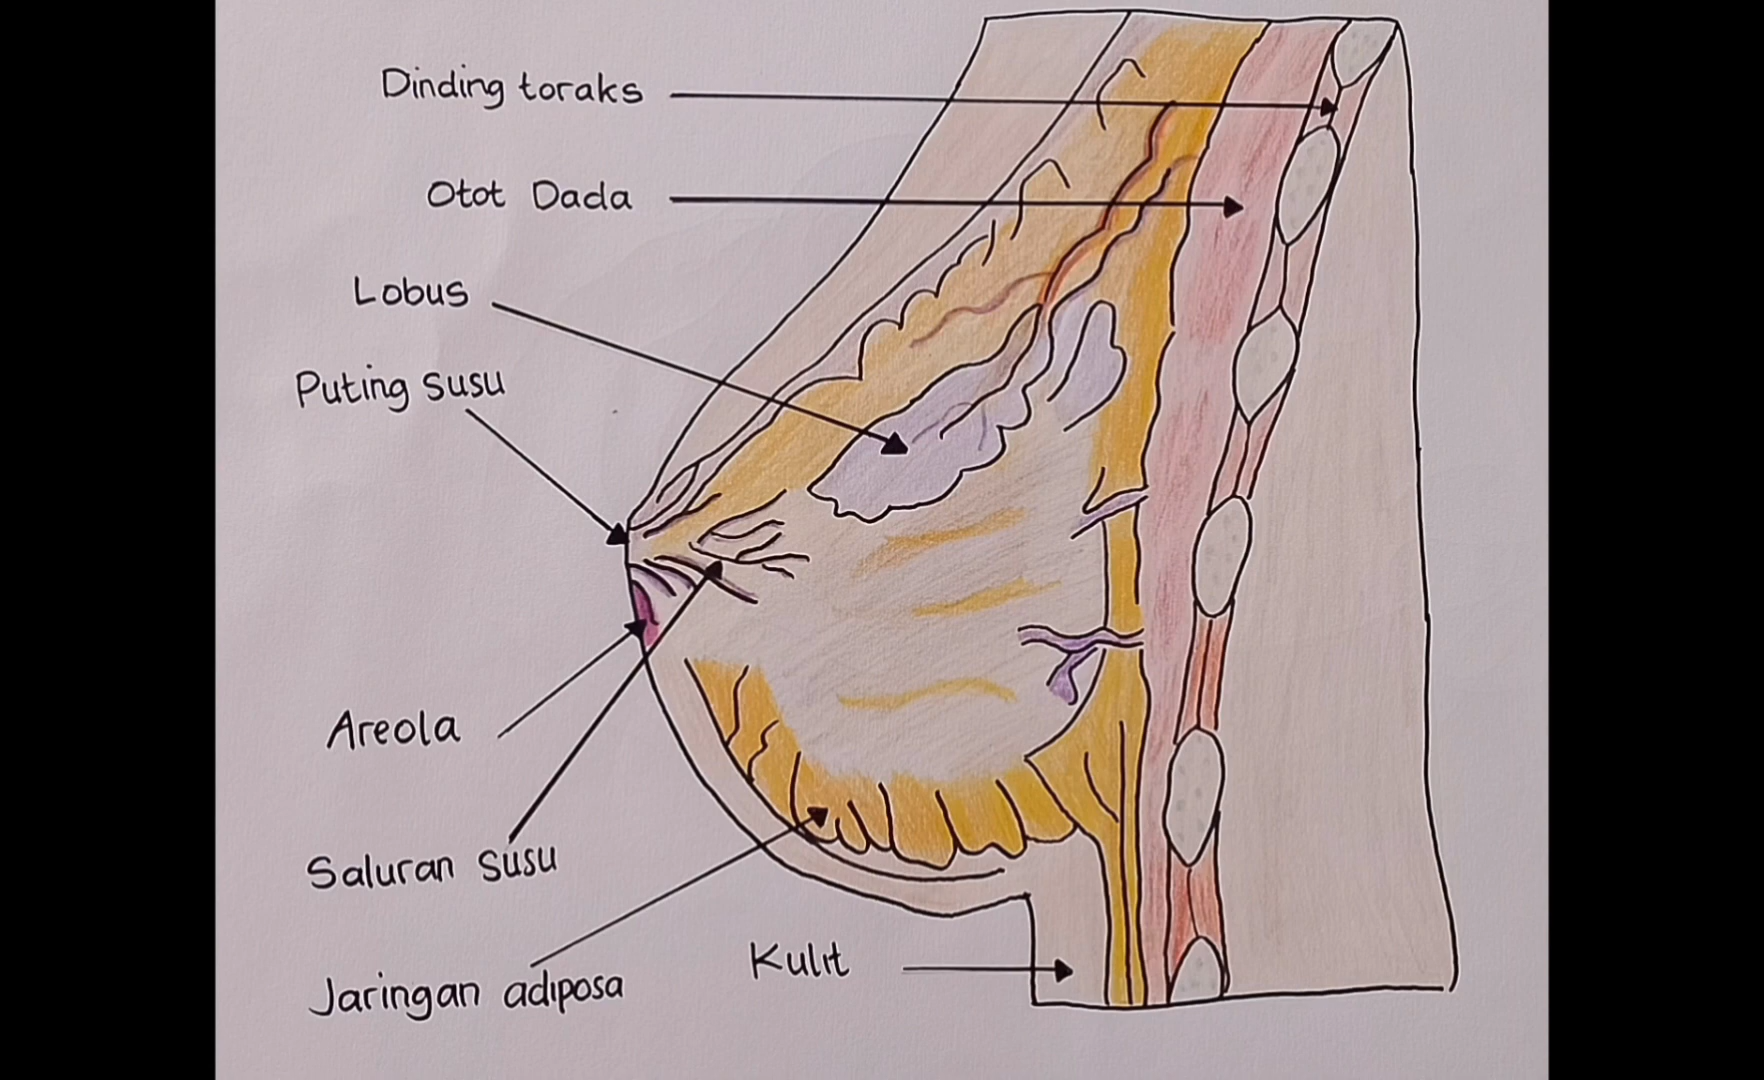 Dinding toraks
Otot Dada
Lobus
Puting susu
Areola
Saluran susu
Jaringan adiposa
Kulit